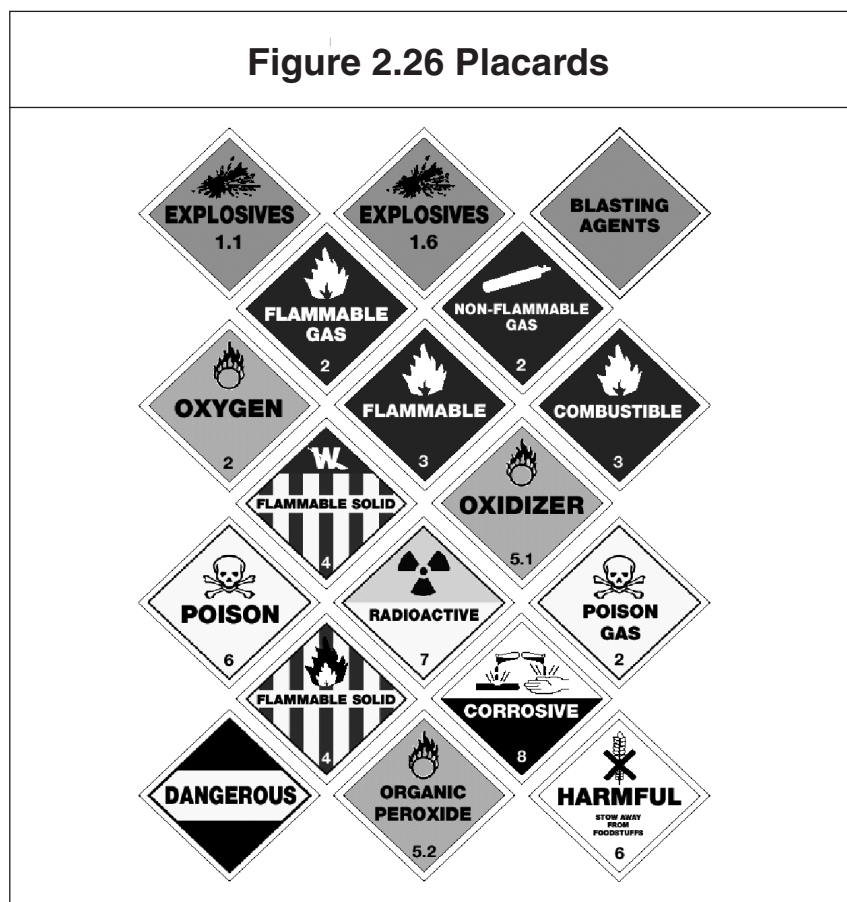 Figure 2.26 Placards
EXPLOSIVES
1.1
EXPLOSIVES
1.6
BLASTING
AGENTS
FLAMMABLE
GAS
2
NON-FLAMMABLE
GAS
2
OXYGEN
2
FLAMMABLE
3
COMBUSTIBLE
3
W
FLAMMABLE SOLID
4
OXIDIZER
5.1
POISON
6
RADIOACTIVE
7
POISON
GAS
2
FLAMMABLE SOLID
4
CORROSIVE
8
DANGEROUS
ORGANIC
PEROXIDE
5.2
HARMFUL
STOW AWAY
FROM
FOODSTUFFS
6